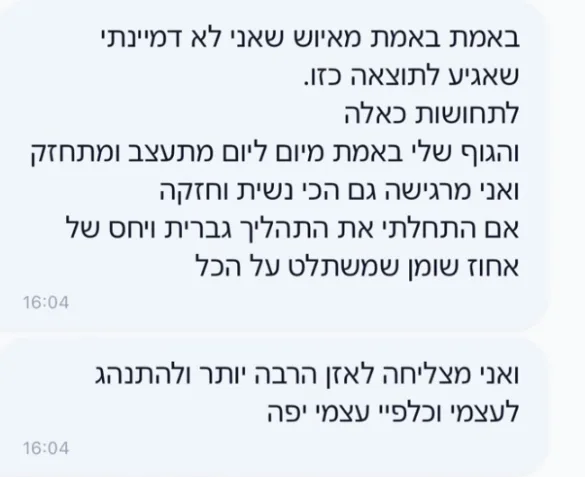 באמת באמת מאיוש שאני לא דמיינתי
שאגיע לתוצאה כזו.
לתחושות כאלה
והגוף שלי באמת מיום ליום מתעצב ומתחזק
ואני מרגישה גם הכי נשית וחזקה
אם התחלתי את התהליך גברית ויחס של
אחוז שומן שמשתלט על הכל
16:04
ואני מצליחה לאזן הרבה יותר ולהתנהג
לעצמי וכלפיי עצמי יפה
16:04